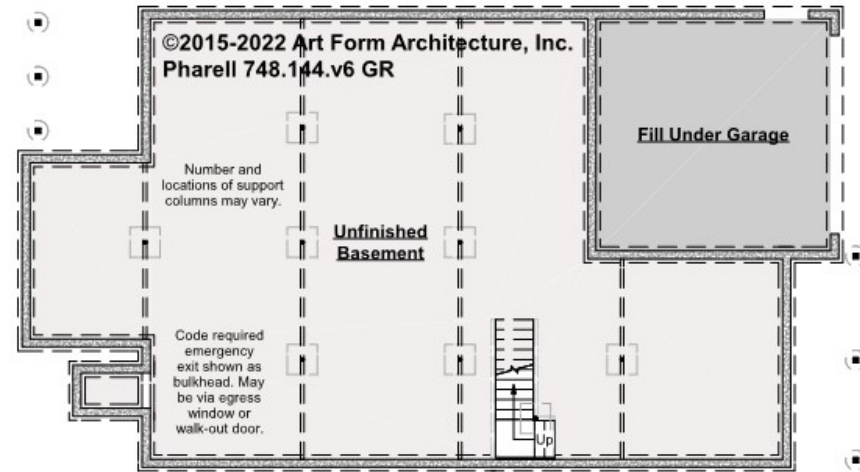 ©2015-2022 Art Form Architecture, Inc.
Pharell 748.144.v6 GR
Fill Under Garage
Number and
locations of support
columns may vary.
Unfinished
Basement
Code required
emergency
exit shown as
bulkhead. May
be via egress
window or
walk-out door.
Up